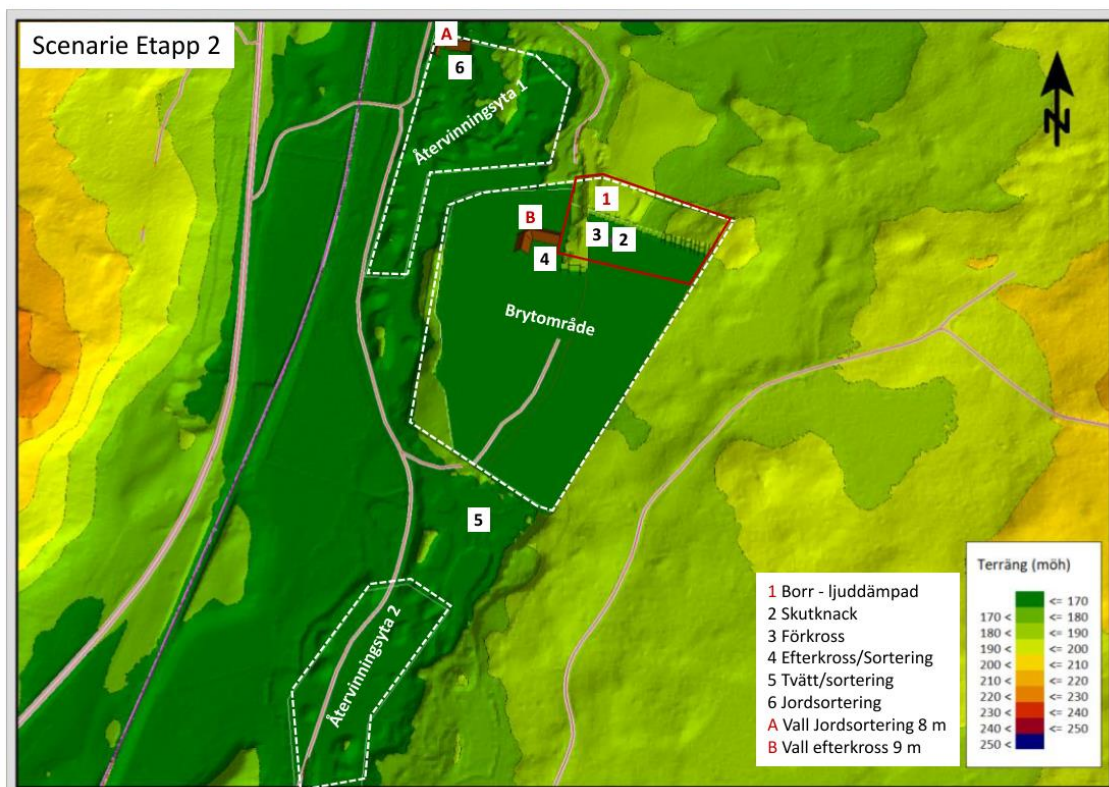 Scenarie Etapp 2
A
6
Återvinningsyta 1
N
1
B
3
2
4
Brytområde
5
Återvinningsyta 2
1 Borr - ljuddämpad
2 Skutknack
3 Förkross
4 Efterkross/Sortering
5 Tvätt/sortering
6 Jordsortering
A Vall Jordsortering 8 m
B Vall efterkross 9 m
Terräng (möh)
<= 170
170 < <= 180
180 < <= 190
190 < <= 200
200 < <= 210
210 < <= 220
220 < <= 230
230 < <= 240
240 < <= 250
250 <